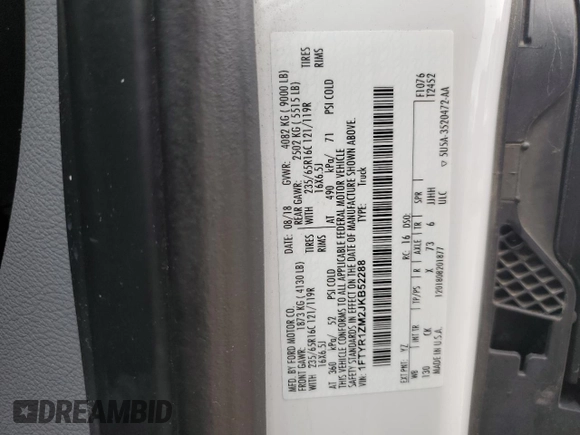 MFD. BY FORD MOTOR CO.
DATE: 08/18 GVWR: 4082 KG ( 9000 LB)
FRONT GAWR: 1873 KG ( 4130 LB) REAR GAWR: 2502 KG ( 5515 LB)
WITH 235/65R16C 121/119R TIRES WITH 235/65R16C 121/119R TIRES
16X6.5J RIMS 16X6.5J RIMS
AT 360 kPa/ 52 PSI COLD AT 490 kPa/ 71 PSI COLD
THIS VEHICLE CONFORMS TO ALL APPLICABLE FEDERAL MOTOR VEHICLE
SAFETY STANDARDS IN EFFECT ON THE DATE OF MANUFACTURE SHOWN ABOVE.
VIN: 1FTYR1ZM2JKB52288 TYPE: Truck
EXT PNT: YZ RC: 16 DSO: F1076
12452
WB INT TR TP/PS R AXLE TR SPR
130 CK X 73 6 JJHH
ULC
MADE IN U.S.A. 1201808201877
5U5A-3520472-AA
DREAMBID